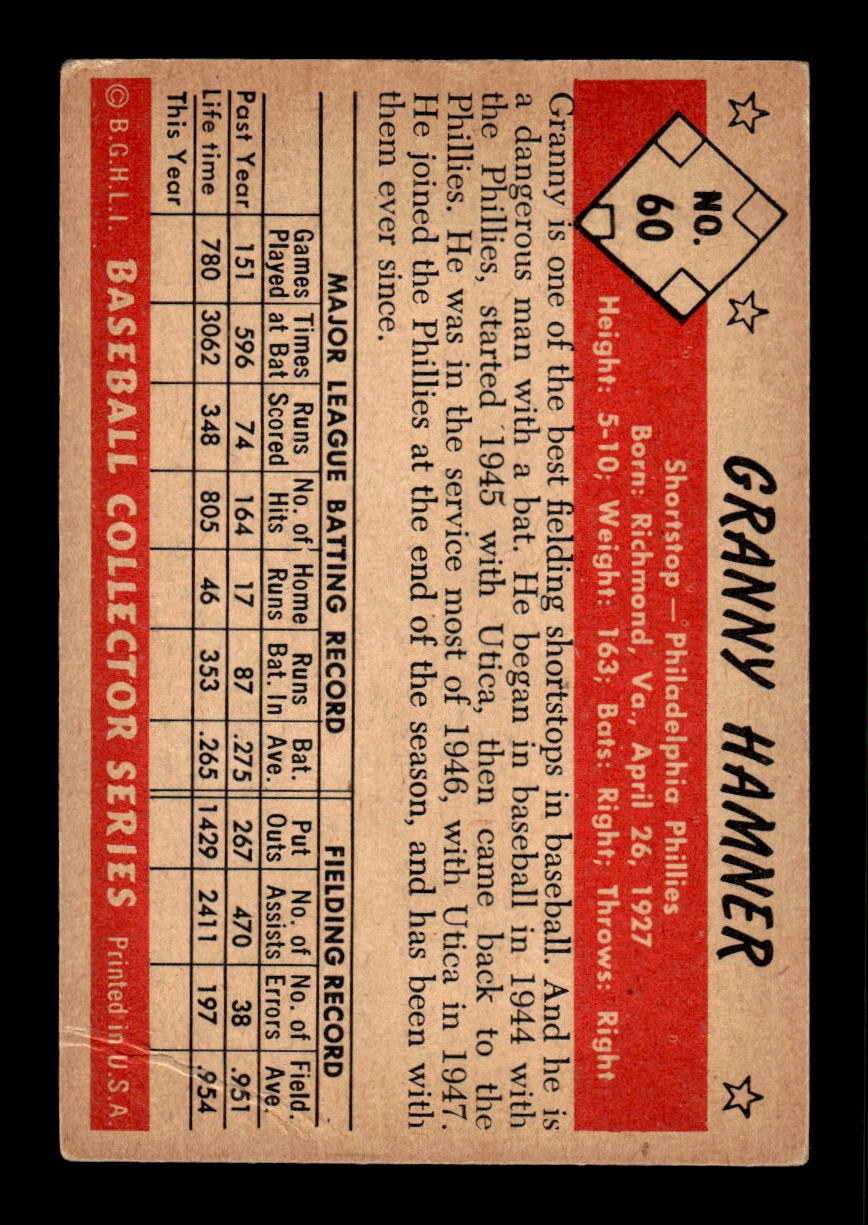 GRANNY HAMNER
NO.
60
Shortstop — Philadelphia Phillies
Born: Richmond, Va., April 26, 1927
Height: 5-10; Weight: 163; Bats: Right; Throws: Right
Granny is one of the best fielding shortstops in baseball. And he is
a dangerous man with a bat. He began in baseball in 1944 with
the Phillies, started 1945 with Utica, then came back to the
Phillies. He was in the service most of 1946, with Utica in 1947.
He joined the Phillies at the end of the season, and has been with
them ever since.
MAJOR LEAGUE BATTING RECORD FIELDING RECORD
Games Times Runs No. of Home Runs Bat. Put No. of No. of Field.
Played at Bat Scored Hits Runs Bat. In Ave. Outs Assists Errors Ave.
Past Year 151 596 74 164 17 87 .275 267 470 38 .951
Life time 780 3062 348 805 46 353 .265 1429 2411 197 .954
This Year
© B.G.H.L.I. BASEBALL COLLECTOR SERIES Printed in U.S.A.